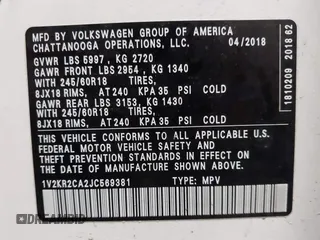 MFD BY VOLKSWAGEN GROUP OF AMERICA
CHATTANOOGA OPERATIONS, LLC. 04/2018
GVWR LBS 5997 , KG 2720
GAWR FRONT LBS 2954 , KG 1340
WITH 245/60R18 TIRES,
8JX18 RIMS, AT240 KPA 35 PSI COLD
GAWR REAR LBS 3153, KG 1430
WITH 245/60R18 TIRES,
8JX18 RIMS, AT 240 KPA 35 PSI COLD
THIS VEHICLE CONFORMS TO ALL APPLICABLE U.S.
FEDERAL MOTOR VEHICLE SAFETY AND THEFT
PREVENTION STANDARDS IN EFFECT ON THE DATE
OF MANUFACTURE SHOWN ABOVE.
1V2KR2CA2JC569381 TYPE: MPV
1810209 2018 62